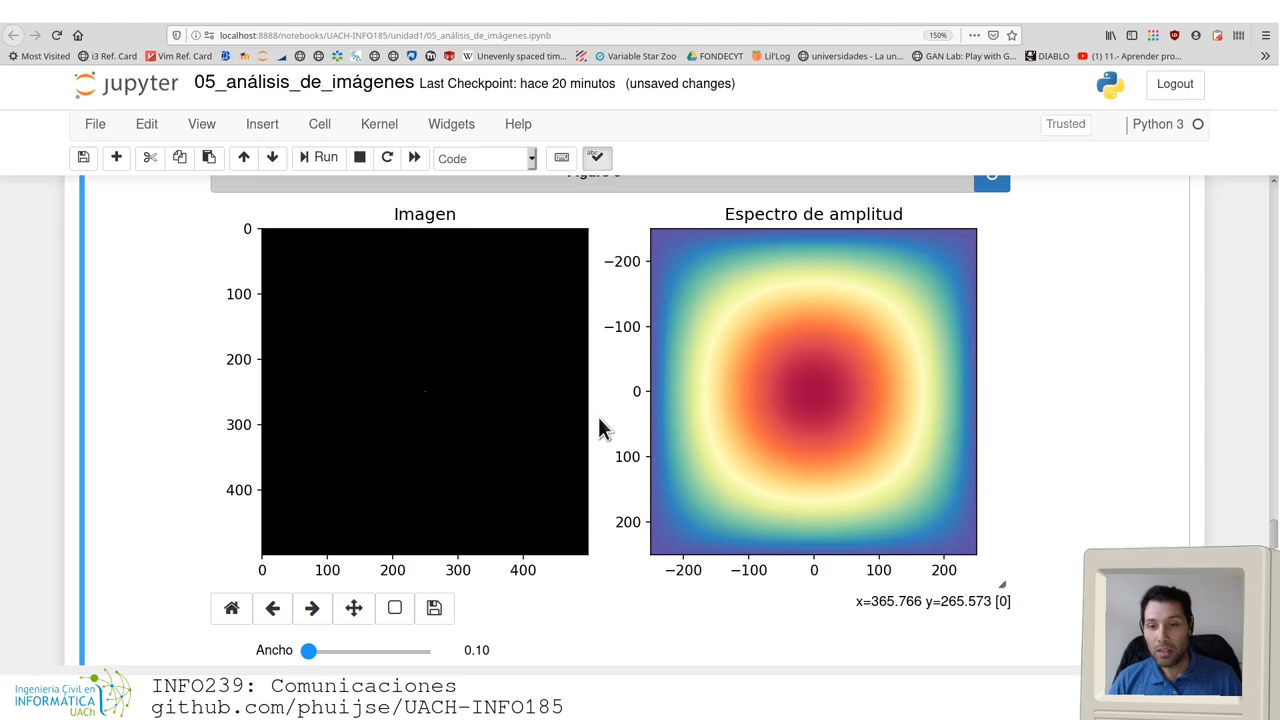 localhost:8888/notebooks/UACH-INFO185/unidad1/05_análisis_de_imágenes.ipynb
150%
Most Visited i3 Ref. Card Vim Ref. Card Unevenly spaced tim... Variable Star Zoo FONDECYT Lil'Log universidades - La un... GAN Lab: Play with G... DIABLO (1) 11.- Aprender pro...
jupyter 05_análisis_de_imágenes Last Checkpoint: hace 20 minutos (unsaved changes) Logout
File Edit View Insert Cell Kernel Widgets Help Trusted Python 3
Run Code abc
Imagen Espectro de amplitud
0
100
200
300
400
0 100 200 300 400
−200
−100
0
100
200
−200 −100 0 100 200
x=365.766 y=265.573 [0]
Ancho 0.10
Ingeniería Civil en
INFORMÁTICA
UACh
INFO239: Comunicaciones
github.com/phuijse/UACH-INFO185